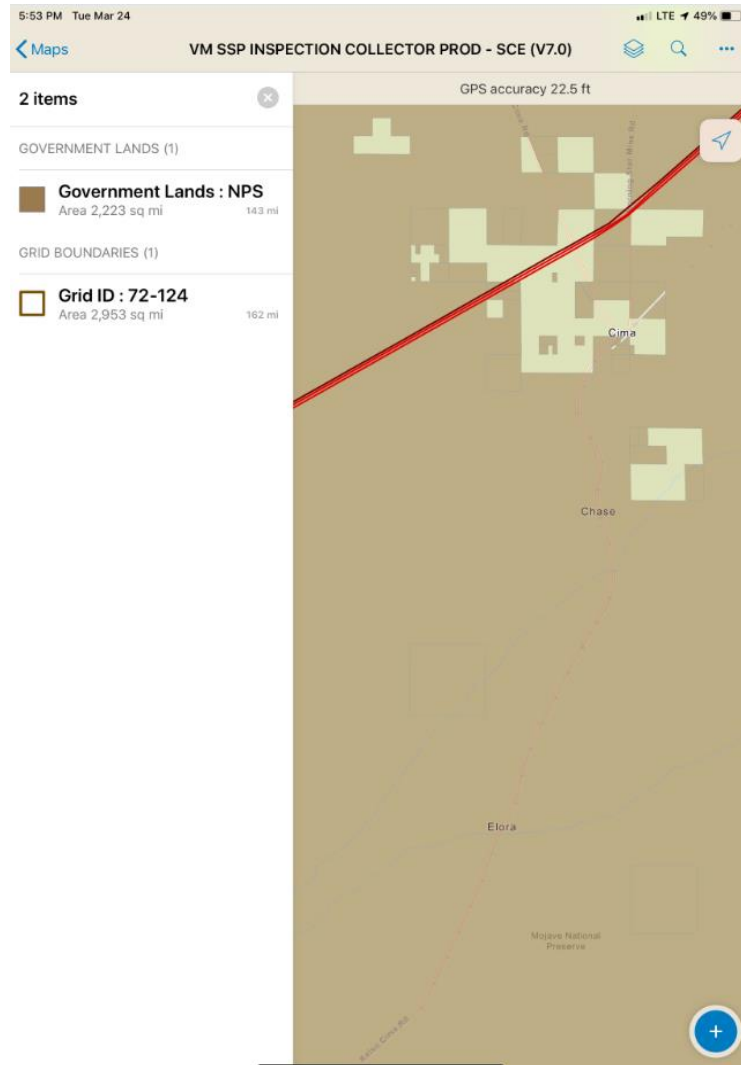 5:53 PM Tue Mar 24
LTE 49%
Maps
VM SSP INSPECTION COLLECTOR PROD - SCE (V7.0)
2 items
GPS accuracy 22.5 ft
GOVERNMENT LANDS (1)
Government Lands : NPS
Area 2,223 sq mi
143 mi
GRID BOUNDARIES (1)
Grid ID : 72-124
Area 2,953 sq mi
162 mi
Cima
Chase
Elora
Mojave National
Preserve
Kelso Cima RD